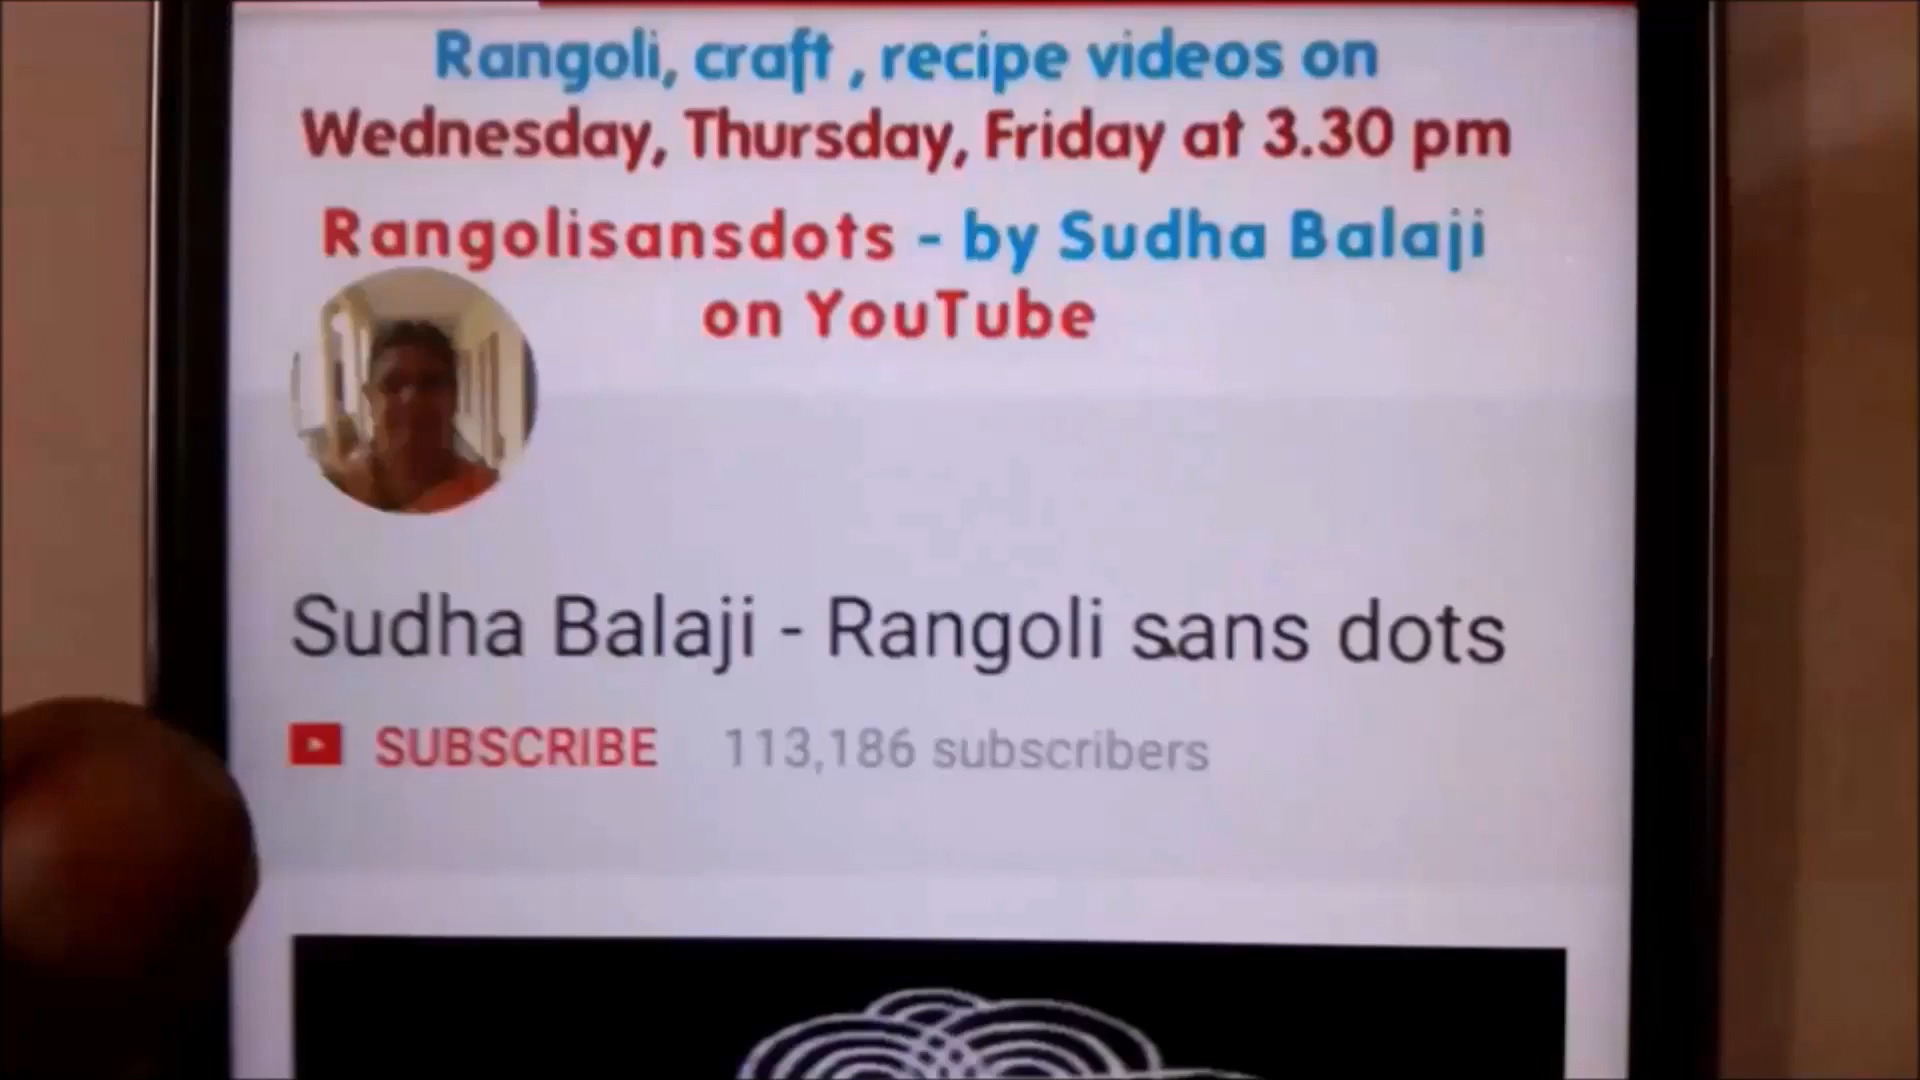 Rangoli, craft , recipe videos on
Wednesday, Thursday, Friday at 3.30 pm
Rangolisansdots - by Sudha Balaji
on YouTube
Sudha Balaji - Rangoli sans dots
SUBSCRIBE 113,186 subscribers